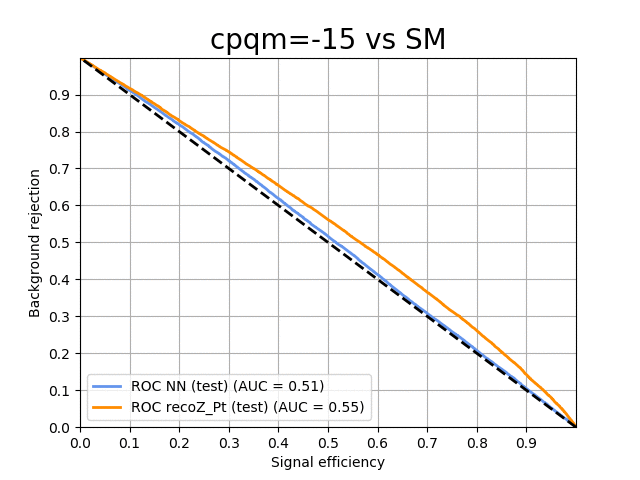 cpqm=-15 vs SM
Background rejection
0.9
0.8
0.7
0.6
0.5
0.4
0.3
0.2
0.1
0.0
ROC NN (test) (AUC = 0.51)
ROC recoZ_Pt (test) (AUC = 0.55)
0.0 0.1 0.2 0.3 0.4 0.5 0.6 0.7 0.8 0.9
Signal efficiency